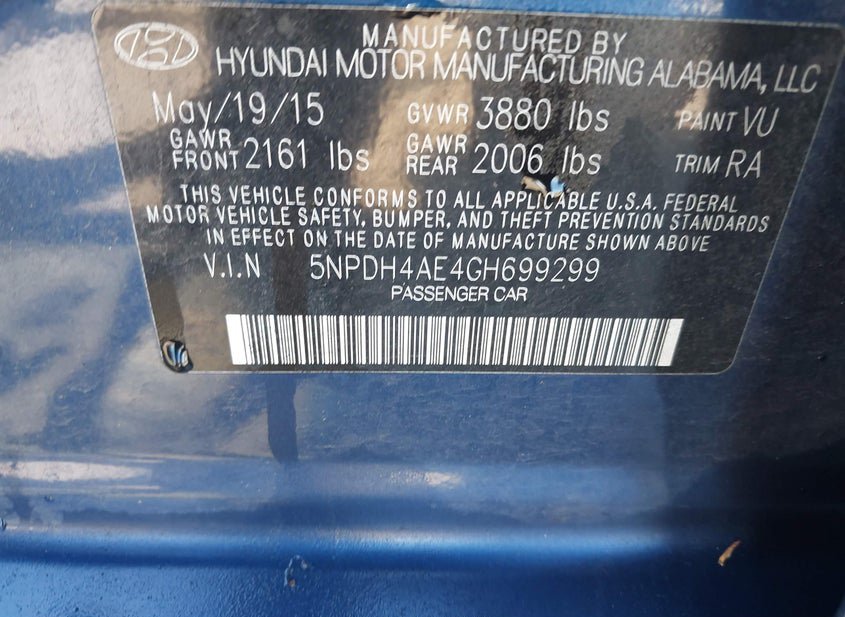 MANUFACTURED BY
HYUNDAI MOTOR MANUFACTURING ALABAMA, LLC
May/19/15 GVWR 3880 lbs PAINT VU
GAWR FRONT 2161 lbs GAWR REAR 2006 lbs TRIM RA
THIS VEHICLE CONFORMS TO ALL APPLICABLE U.S.A. FEDERAL
MOTOR VEHICLE SAFETY, BUMPER, AND THEFT PREVENTION STANDARDS
IN EFFECT ON THE DATE OF MANUFACTURE SHOWN ABOVE
V.I.N 5NPDH4AE4GH699299
PASSENGER CAR